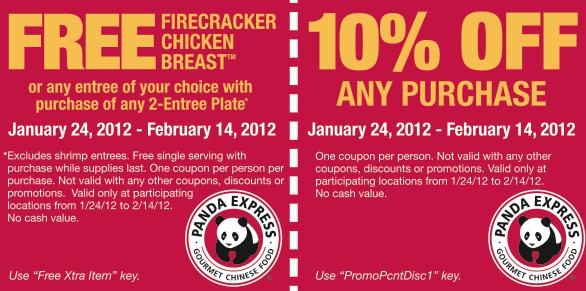 FREE
FIRECRACKER
CHICKEN
BREAST™
or any entree of your choice with
purchase of any 2-Entree Plate*
January 24, 2012 - February 14, 2012
*Excludes shrimp entrees. Free single serving with
purchase while supplies last. One coupon per person per
purchase. Not valid with any other coupons, discounts or
promotions. Valid only at participating
locations from 1/24/12 to 2/14/12.
No cash value.
PANDA EXPRESS
GOURMET CHINESE FOOD
Use “Free Xtra Item” key.
10% OFF
ANY PURCHASE
January 24, 2012 - February 14, 2012
One coupon per person. Not valid with any other
coupons, discounts or promotions. Valid only at
participating locations from 1/24/12 to 2/14/12.
No cash value.
PANDA EXPRESS
GOURMET CHINESE FOOD
Use “PromoPcntDisc1” key.